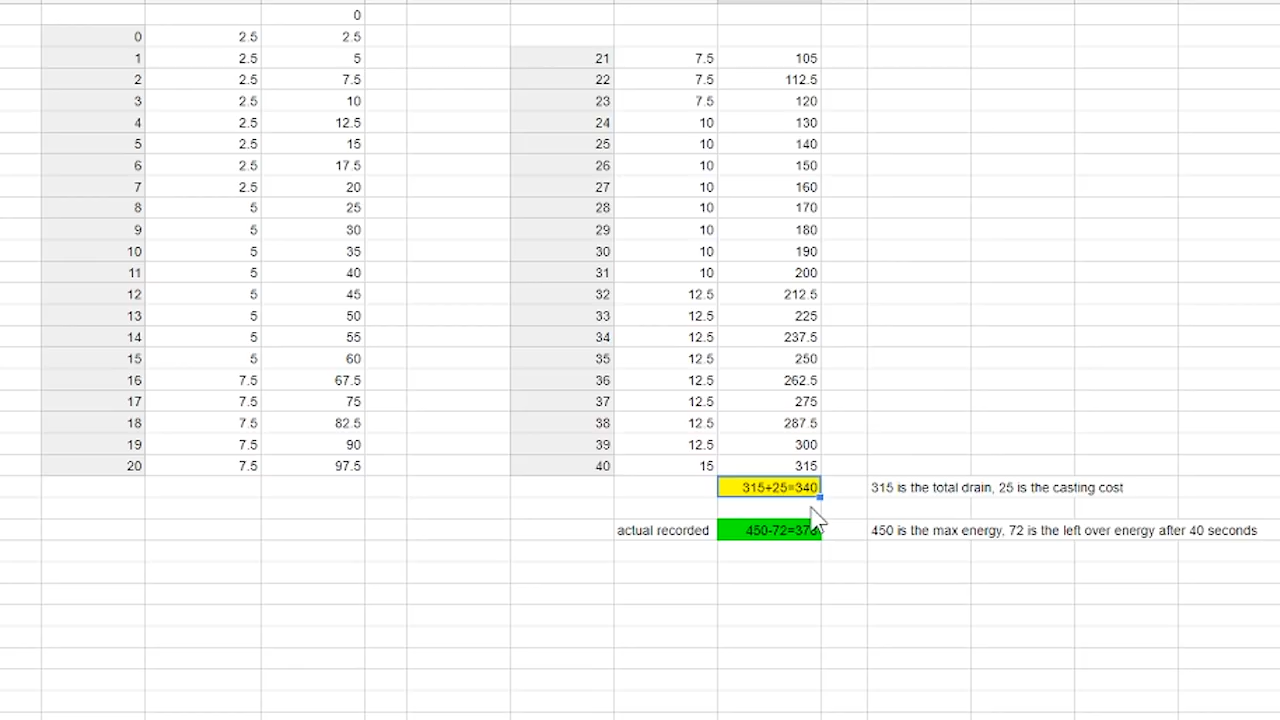 0
0 2.5 2.5
1 2.5 5 21 7.5 105
2 2.5 7.5 22 7.5 112.5
3 2.5 10 23 7.5 120
4 2.5 12.5 24 10 130
5 2.5 15 25 10 140
6 2.5 17.5 26 10 150
7 2.5 20 27 10 160
8 5 25 28 10 170
9 5 30 29 10 180
10 5 35 30 10 190
11 5 40 31 10 200
12 5 45 32 12.5 212.5
13 5 50 33 12.5 225
14 5 55 34 12.5 237.5
15 5 60 35 12.5 250
16 7.5 67.5 36 12.5 262.5
17 7.5 75 37 12.5 275
18 7.5 82.5 38 12.5 287.5
19 7.5 90 39 12.5 300
20 7.5 97.5 40 15 315
315+25=340 315 is the total drain, 25 is the casting cost
actual recorded 450-72=378 450 is the max energy, 72 is the left over energy after 40 seconds